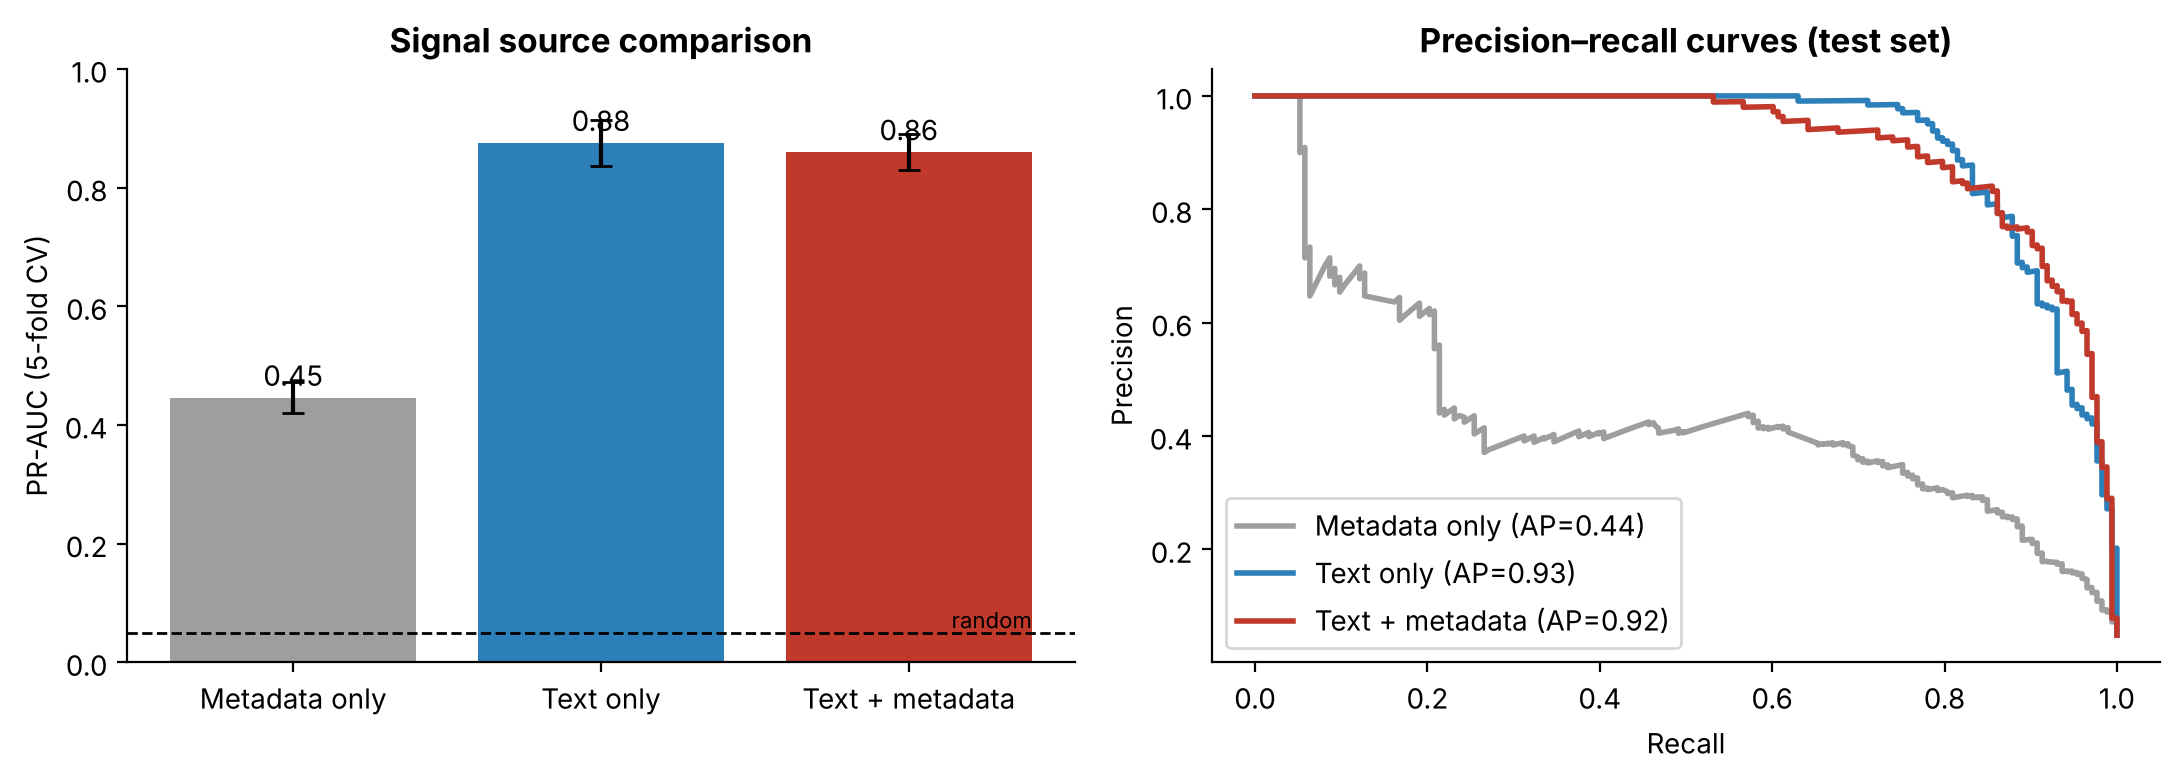 Signal source comparison
PR-AUC (5-fold CV)
1.0
0.8
0.6
0.4
0.2
0.0
0.45
0.88
0.86
random
Metadata only
Text only
Text + metadata
Precision–recall curves (test set)
Precision
1.0
0.8
0.6
0.4
0.2
Metadata only (AP=0.44)
Text only (AP=0.93)
Text + metadata (AP=0.92)
0.0
0.2
0.4
0.6
0.8
1.0
Recall